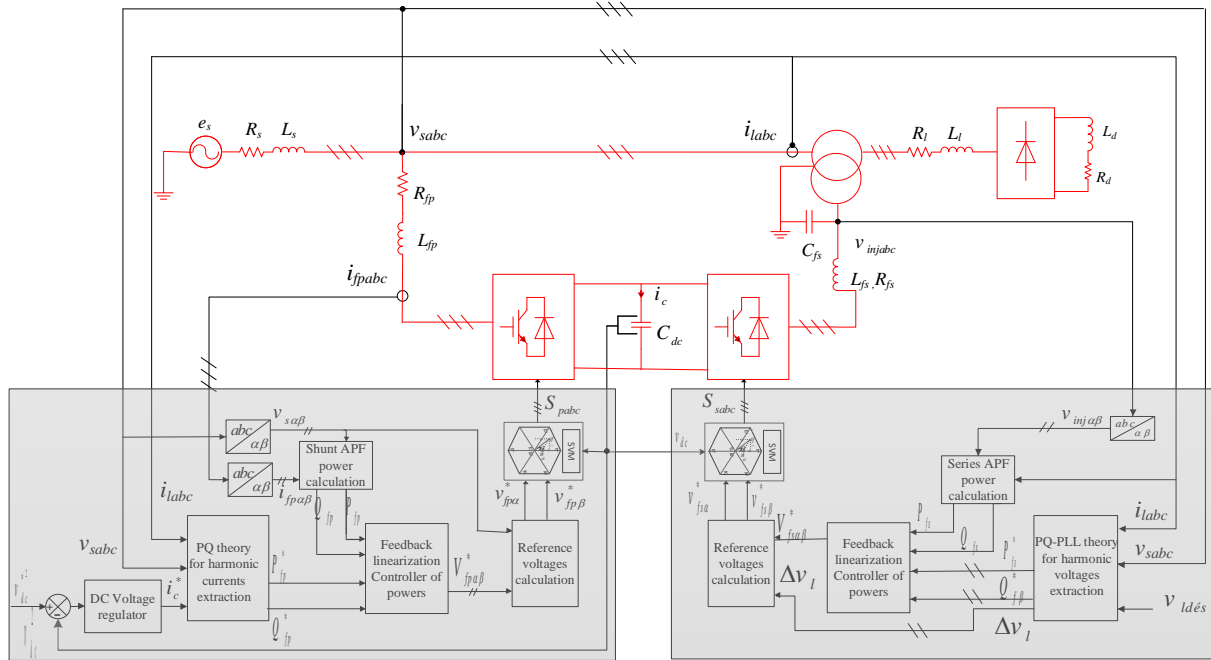 e_s
R_s
L_s
v_sabc
i_labc
R_l
L_l
L_d
R_d
R_fp
L_fp
C_fs
v_injabc
L_fs,R_fs
i_fpabc
i_c
C_dc
S_pabc
S_sabc
abc
αβ
v_sαβ
abc
αβ
i_fpαβ
Shunt APF
power
calculation
SVM
v_dc
SVM
v_injαβ
abc
αβ
Series APF
power
calculation
v*_fpα
v*_fpβ
v*_fsα
v*_fsβ
i_labc
v_sabc
Q_fp
P_fp
PQ theory
for harmonic
currents
extraction
P*_fp
Q*_fp
Feedback
linearization
Controller of
powers
V*_fpαβ
Reference
voltages
calculation
DC Voltage
regulator
i*_c
Reference
voltages
calculation
V*_fsαβ
Δv_l
Feedback
linearization
Controller of
powers
P_fs
Q_fs
P*_fs
PQ-PLL theory
for harmonic
voltages
extraction
Δv_l
i_labc
v_sabc
v_ldés